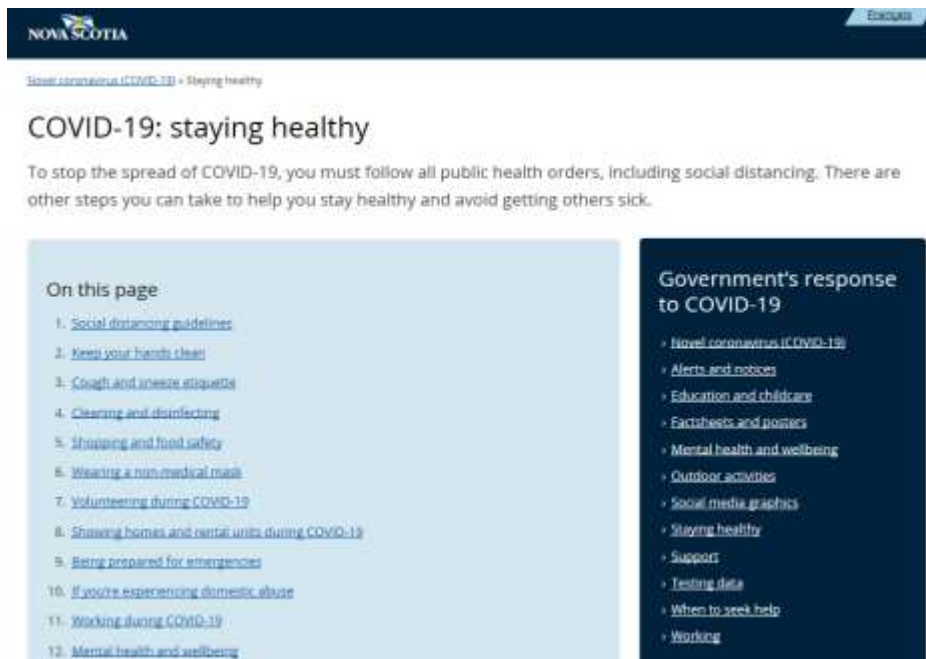 NOVA SCOTIA
Français
Novel coronavirus (COVID-19) » Staying healthy
COVID-19: staying healthy
To stop the spread of COVID-19, you must follow all public health orders, including social distancing. There are
other steps you can take to help you stay healthy and avoid getting others sick.
On this page
1. Social distancing guidelines
2. Keep your hands clean
3. Cough and sneeze etiquette
4. Cleaning and disinfecting
5. Shopping and food safety
6. Wearing a non-medical mask
7. Volunteering during COVID-19
8. Showing homes and rental units during COVID-19
9. Being prepared for emergencies
10. If you're experiencing domestic abuse
11. Working during COVID-19
12. Mental health and wellbeing
Government's response
to COVID-19
› Novel coronavirus (COVID-19)
› Alerts and notices
› Education and childcare
› Factsheets and posters
› Mental health and wellbeing
› Outdoor activities
› Social media graphics
› Staying healthy
› Support
› Testing data
› When to seek help
› Working